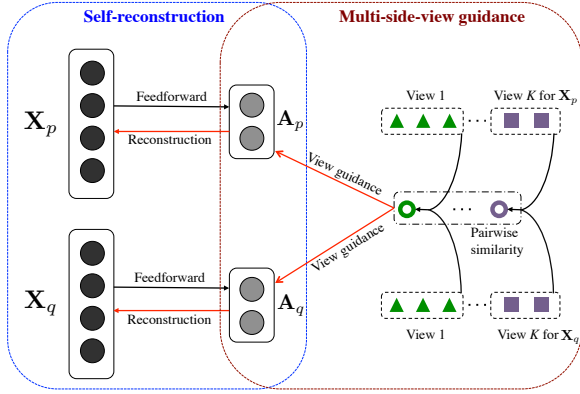 Self-reconstruction
Multi-side-view guidance
X_p
Feedforward
Reconstruction
A_p
View guidance
View 1
View K for X_p
...
...
Pairwise
similarity
X_q
Feedforward
Reconstruction
A_q
View guidance
...
View 1
View K for X_q